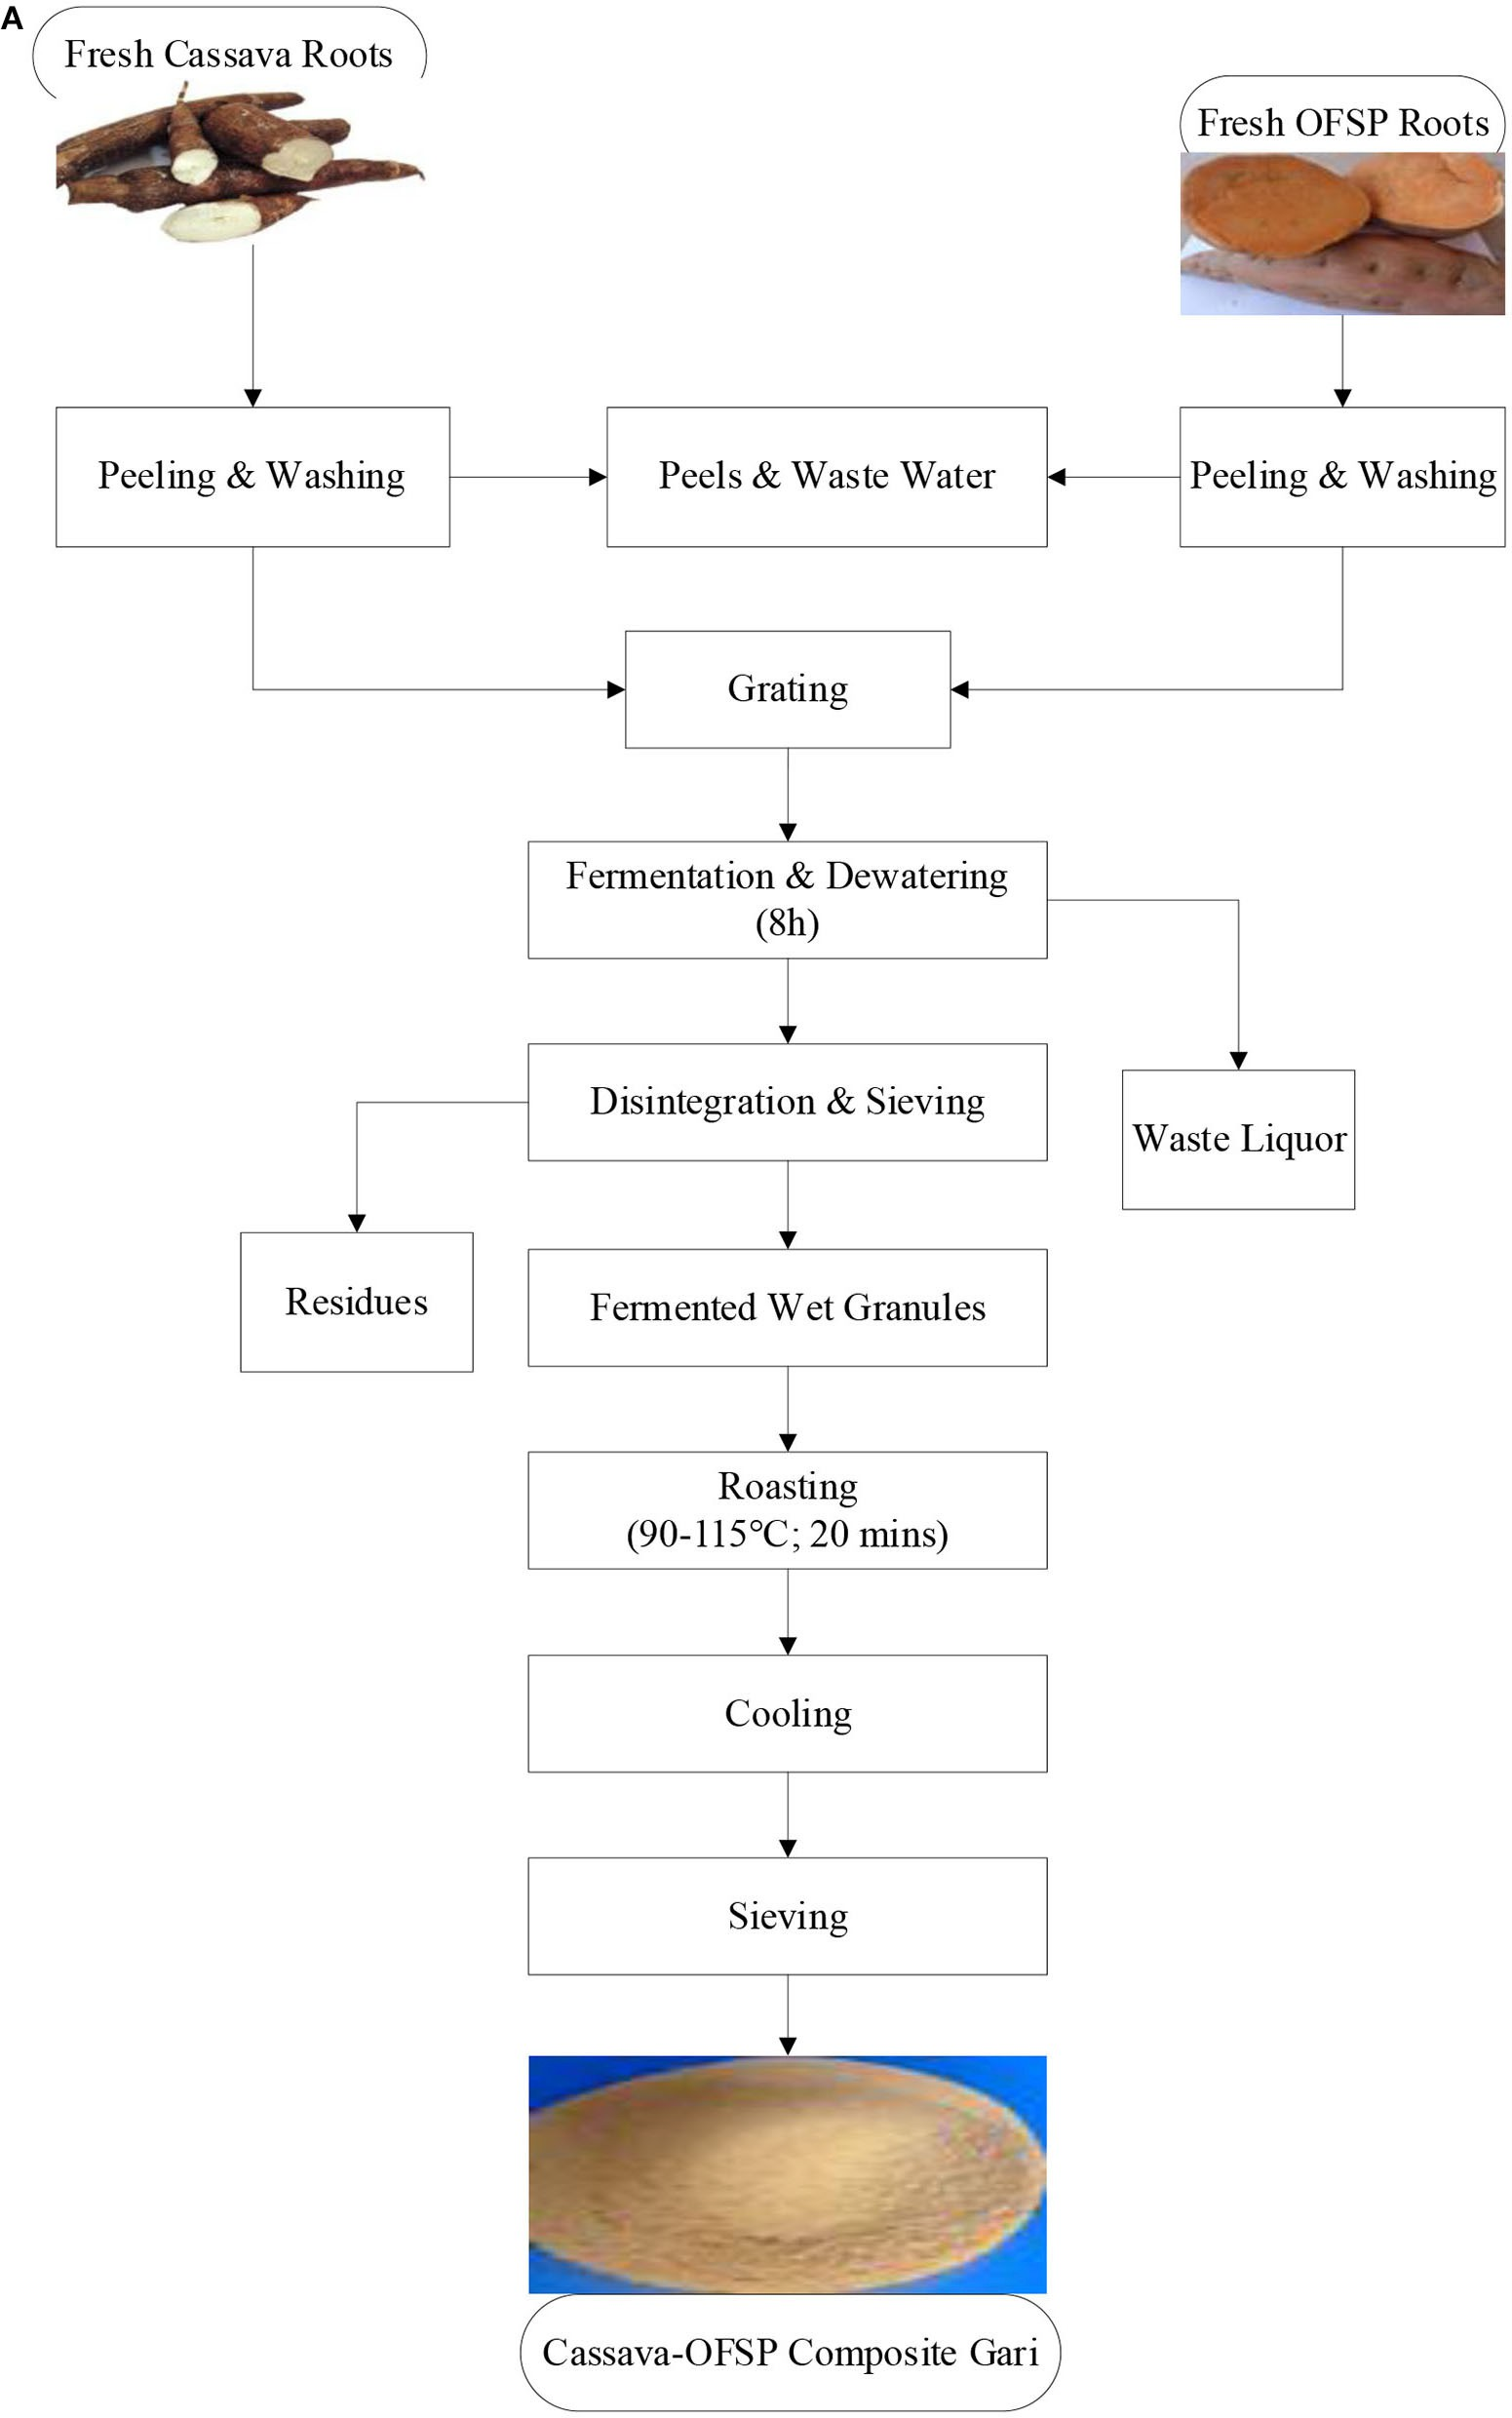 A
Fresh Cassava Roots
Fresh OFSP Roots
Peeling & Washing
Peels & Waste Water
Peeling & Washing
Grating
Fermentation & Dewatering
(8h)
Disintegration & Sieving
Waste Liquor
Residues
Fermented Wet Granules
Roasting
(90-115°C; 20 mins)
Cooling
Sieving
Cassava-OFSP Composite Gari